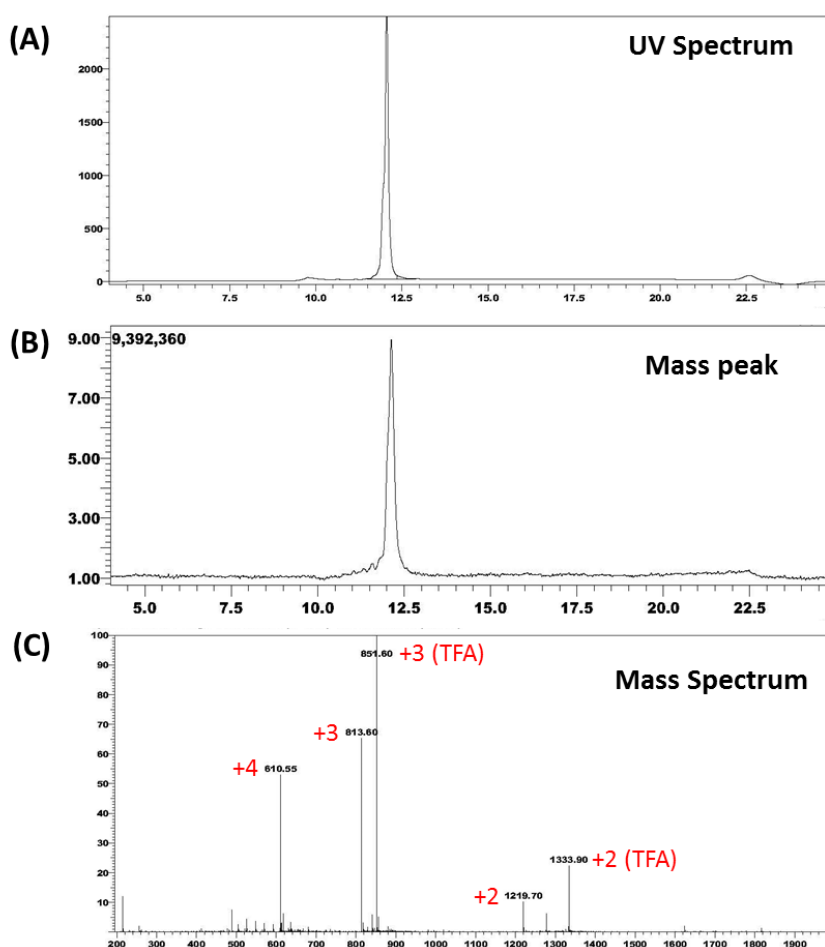 (A)
UV Spectrum
2000
1500
1000
500
0
5.0 7.5 10.0 12.5 15.0 17.5 20.0 22.5
(B)
9.00 9,392,360
Mass peak
7.00
5.00
3.00
1.00
5.0 7.5 10.0 12.5 15.0 17.5 20.0 22.5
(C)
100
851.60 +3 (TFA)
Mass Spectrum
90
80
70
+3 813.60
60
+4 610.55
50
40
30
1333.90 +2 (TFA)
20
+2 1219.70
10
200 300 400 500 600 700 800 900 1000 1100 1200 1300 1400 1500 1600 1700 1800 1900